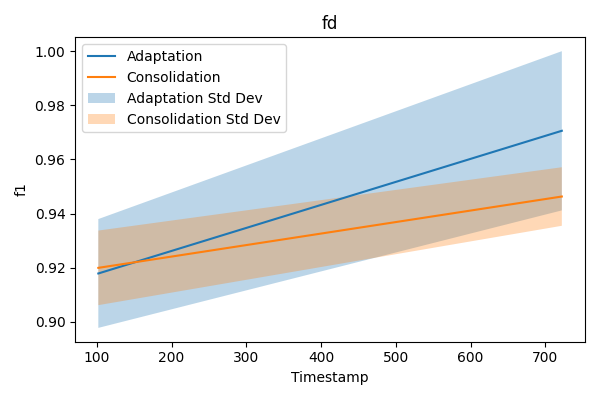 fd
1.00
0.98
0.96
0.94
0.92
0.90
f1
Adaptation
Consolidation
Adaptation Std Dev
Consolidation Std Dev
100 200 300 400 500 600 700
Timestamp